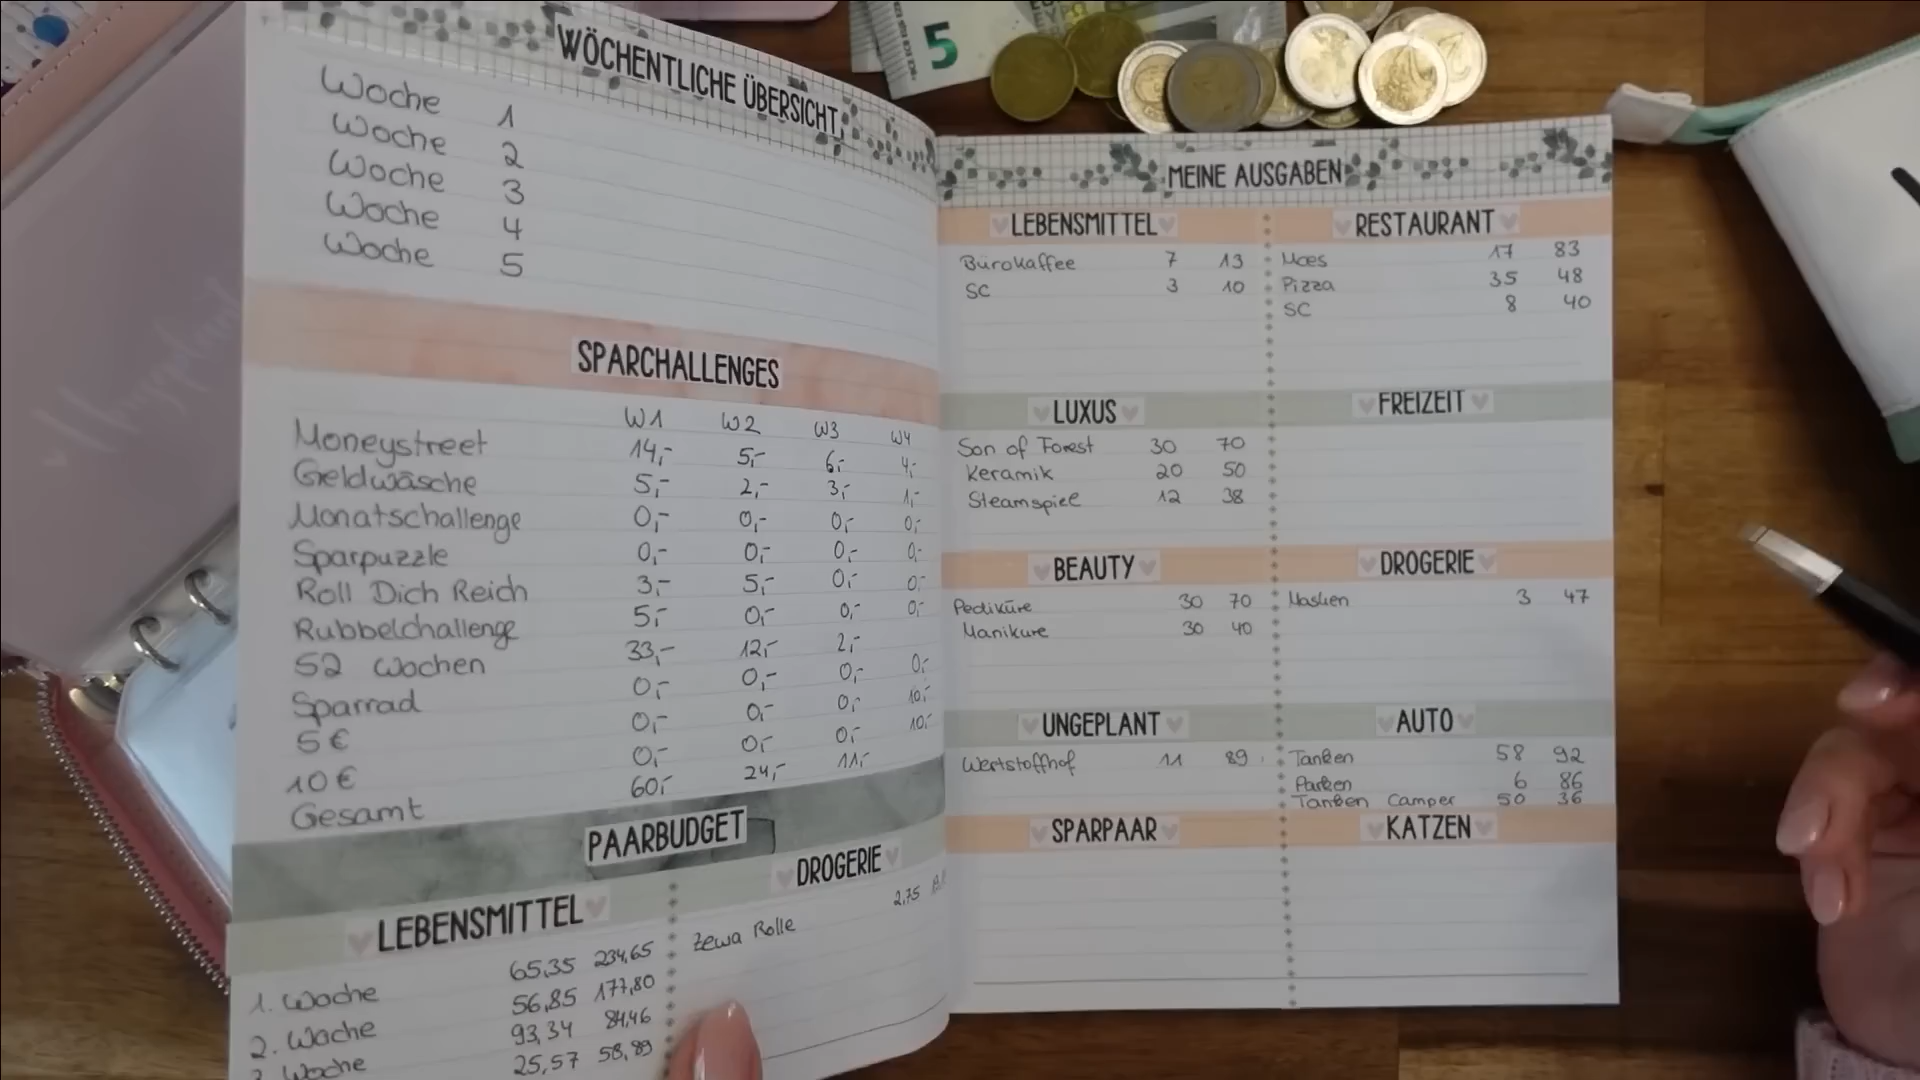 WÖCHENTLICHE ÜBERSICHT
Woche 1
Woche 2
Woche 3
Woche 4
Woche 5
SPARCHALLENGES
W1 W2 W3 W4
Moneystreet 14,- 5,- 6,- 4,-
Geldwäsche 5,- 2,- 3,- 1,-
Monatschallenge 0,- 0,- 0,- 0,-
Sparpuzzle 0,- 0,- 0,- 0,-
Roll Dich Reich 3,- 5,- 0,- 0,-
Rubbelchallenge 5,- 0,- 0,- 0,-
52 Wochen 33,- 12,- 2,-
Sparrad 0,- 0,- 0,- 0,-
5€ 0,- 0,- 0,- 10,-
10€ 0,- 0,- 0,- 10,-
Gesamt 60,- 24,- 11,-
PAARBUDGET
LEBENSMITTEL
1. Woche 65,35 234,65
2. Woche 56,85 177,80
3. Woche 93,34 84,46
25,57 58,89
DROGERIE
Zewa Rolle 2,75
MEINE AUSGABEN
LEBENSMITTEL
Bürokaffee 7 13
SC 3 10
RESTAURANT
Maes 17 83
Pizza 35 48
SC 8 40
LUXUS
Son of Forest 30 70
Keramik 20 50
Steamspiel 12 38
FREIZEIT
BEAUTY
Pediküre 30 70
Maniküre 30 40
DROGERIE
Masken 3 47
UNGEPLANT
Wertstoffhof 11 89
AUTO
Tanken 58 92
Parken 6 86
Tanken Camper 50 36
SPARPAAR
KATZEN
5